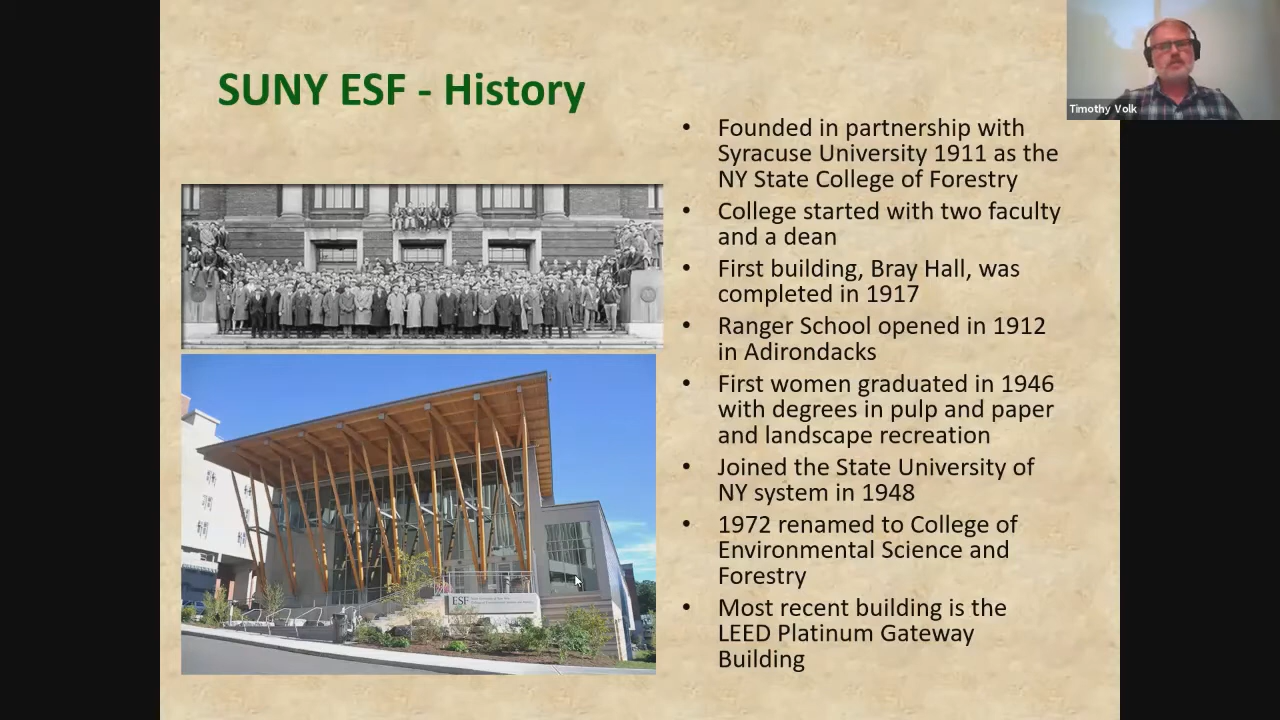 SUNY ESF - History
Timothy Volk
• Founded in partnership with
Syracuse University 1911 as the
NY State College of Forestry
• College started with two faculty
and a dean
• First building, Bray Hall, was
completed in 1917
• Ranger School opened in 1912
in Adirondacks
• First women graduated in 1946
with degrees in pulp and paper
and landscape recreation
• Joined the State University of
NY system in 1948
• 1972 renamed to College of
Environmental Science and
Forestry
• Most recent building is the
LEED Platinum Gateway
Building
ESF